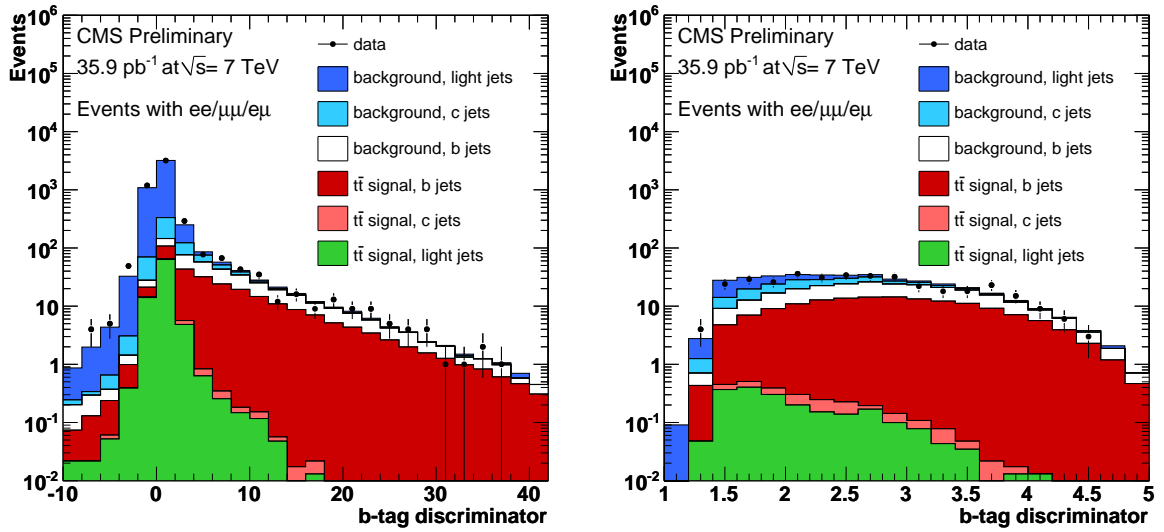 Events
10⁶
10⁵
10⁴
10³
10²
10
1
10⁻¹
10⁻²
CMS Preliminary
35.9 pb⁻¹ at√s= 7 TeV
Events with ee/μμ/eμ
data
background, light jets
background, c jets
background, b jets
tt̄ signal, b jets
tt̄ signal, c jets
tt̄ signal, light jets
-10 0 10 20 30 40
b-tag discriminator
Events
10⁶
10⁵
10⁴
10³
10²
10
1
10⁻¹
10⁻²
CMS Preliminary
35.9 pb⁻¹ at√s= 7 TeV
Events with ee/μμ/eμ
data
background, light jets
background, c jets
background, b jets
tt̄ signal, b jets
tt̄ signal, c jets
tt̄ signal, light jets
1 1.5 2 2.5 3 3.5 4 4.5 5
b-tag discriminator